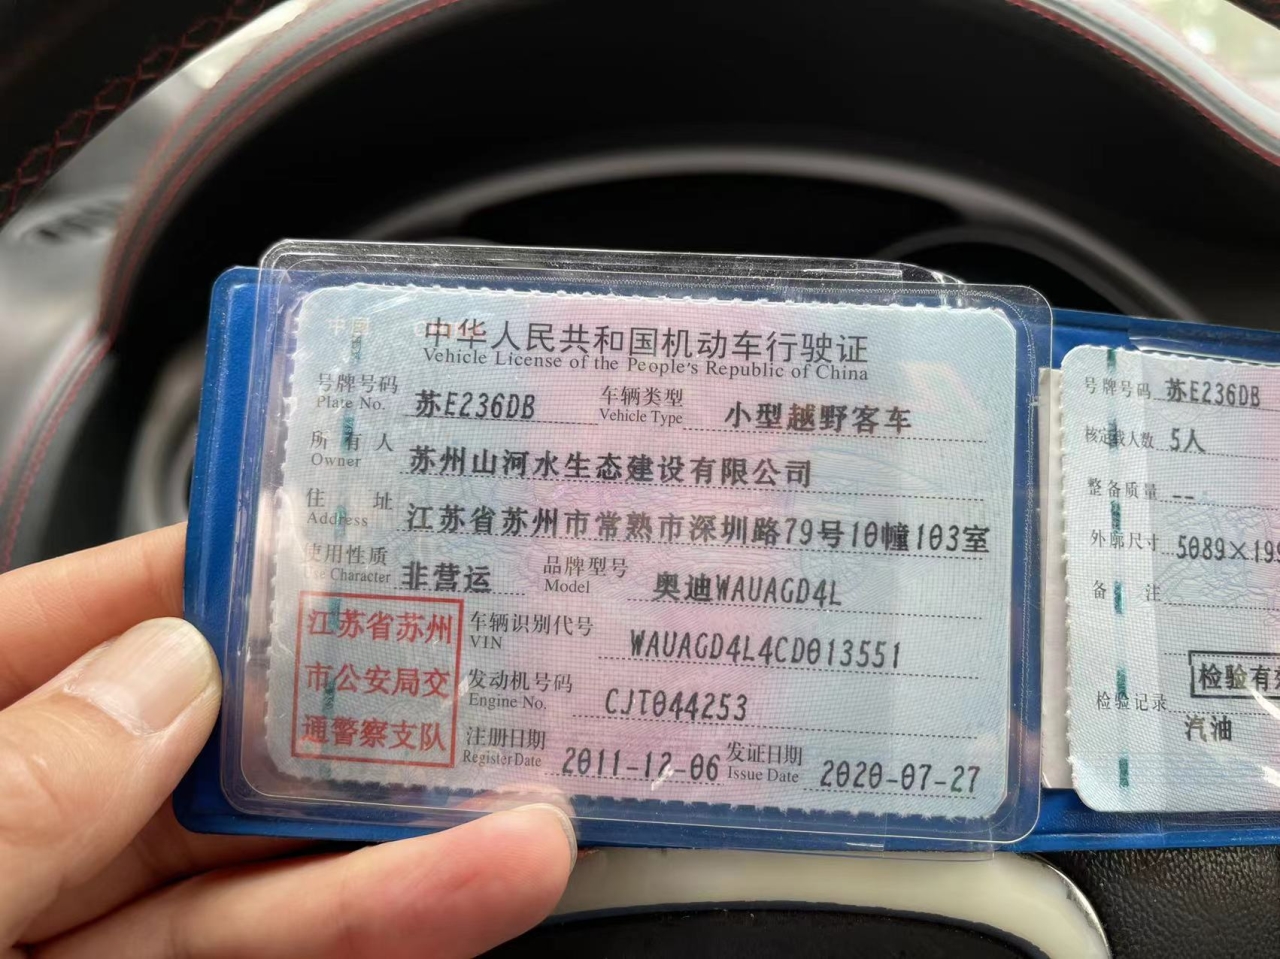 中华人民共和国机动车行驶证
Vehicle License of the People's Republic of China
号牌号码 苏E236DB 车辆类型 小型越野客车
Plate No. Vehicle Type
所有人 苏州山河水生态建设有限公司
Owner
住址 江苏省苏州市常熟市深圳路79号10幢103室
Address
使用性质 非营运 品牌型号 奥迪WAUAGD4L
Use Character Model
江苏省苏州
市公安局交
通警察支队
车辆识别代号 WAUAGD4L4CD013551
VIN
发动机号码 CJT044253
Engine No.
注册日期 2011-12-06 发证日期 2020-07-27
Register Date Issue Date
号牌号码 苏E236DB
核定载人数 5人
整备质量 --
外廓尺寸 5089×199
备注
检验有效
检验记录
汽油